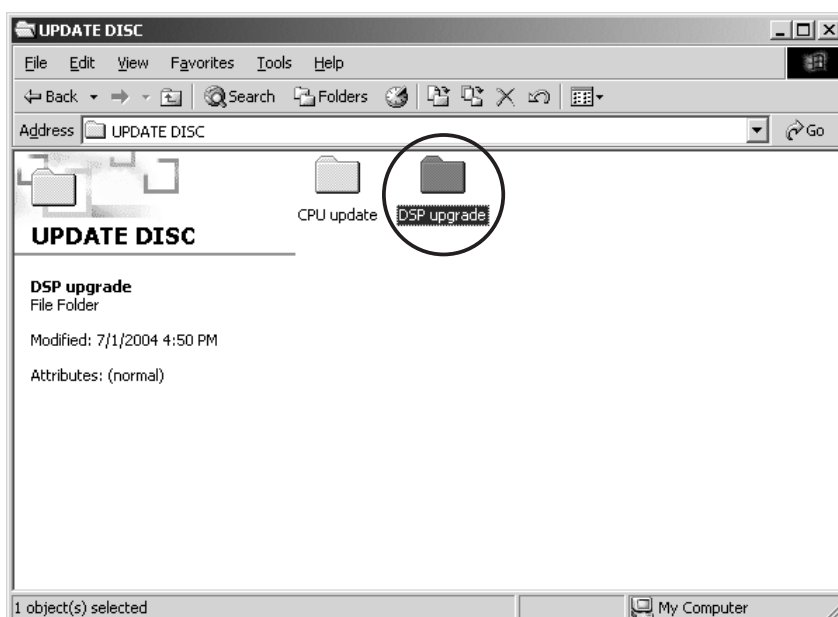 UPDATE DISC
File Edit View Favorites Tools Help
Back Search Folders
Address UPDATE DISC Go
CPU update DSP upgrade
UPDATE DISC
DSP upgrade
File Folder
Modified: 7/1/2004 4:50 PM
Attributes: (normal)
1 object(s) selected My Computer